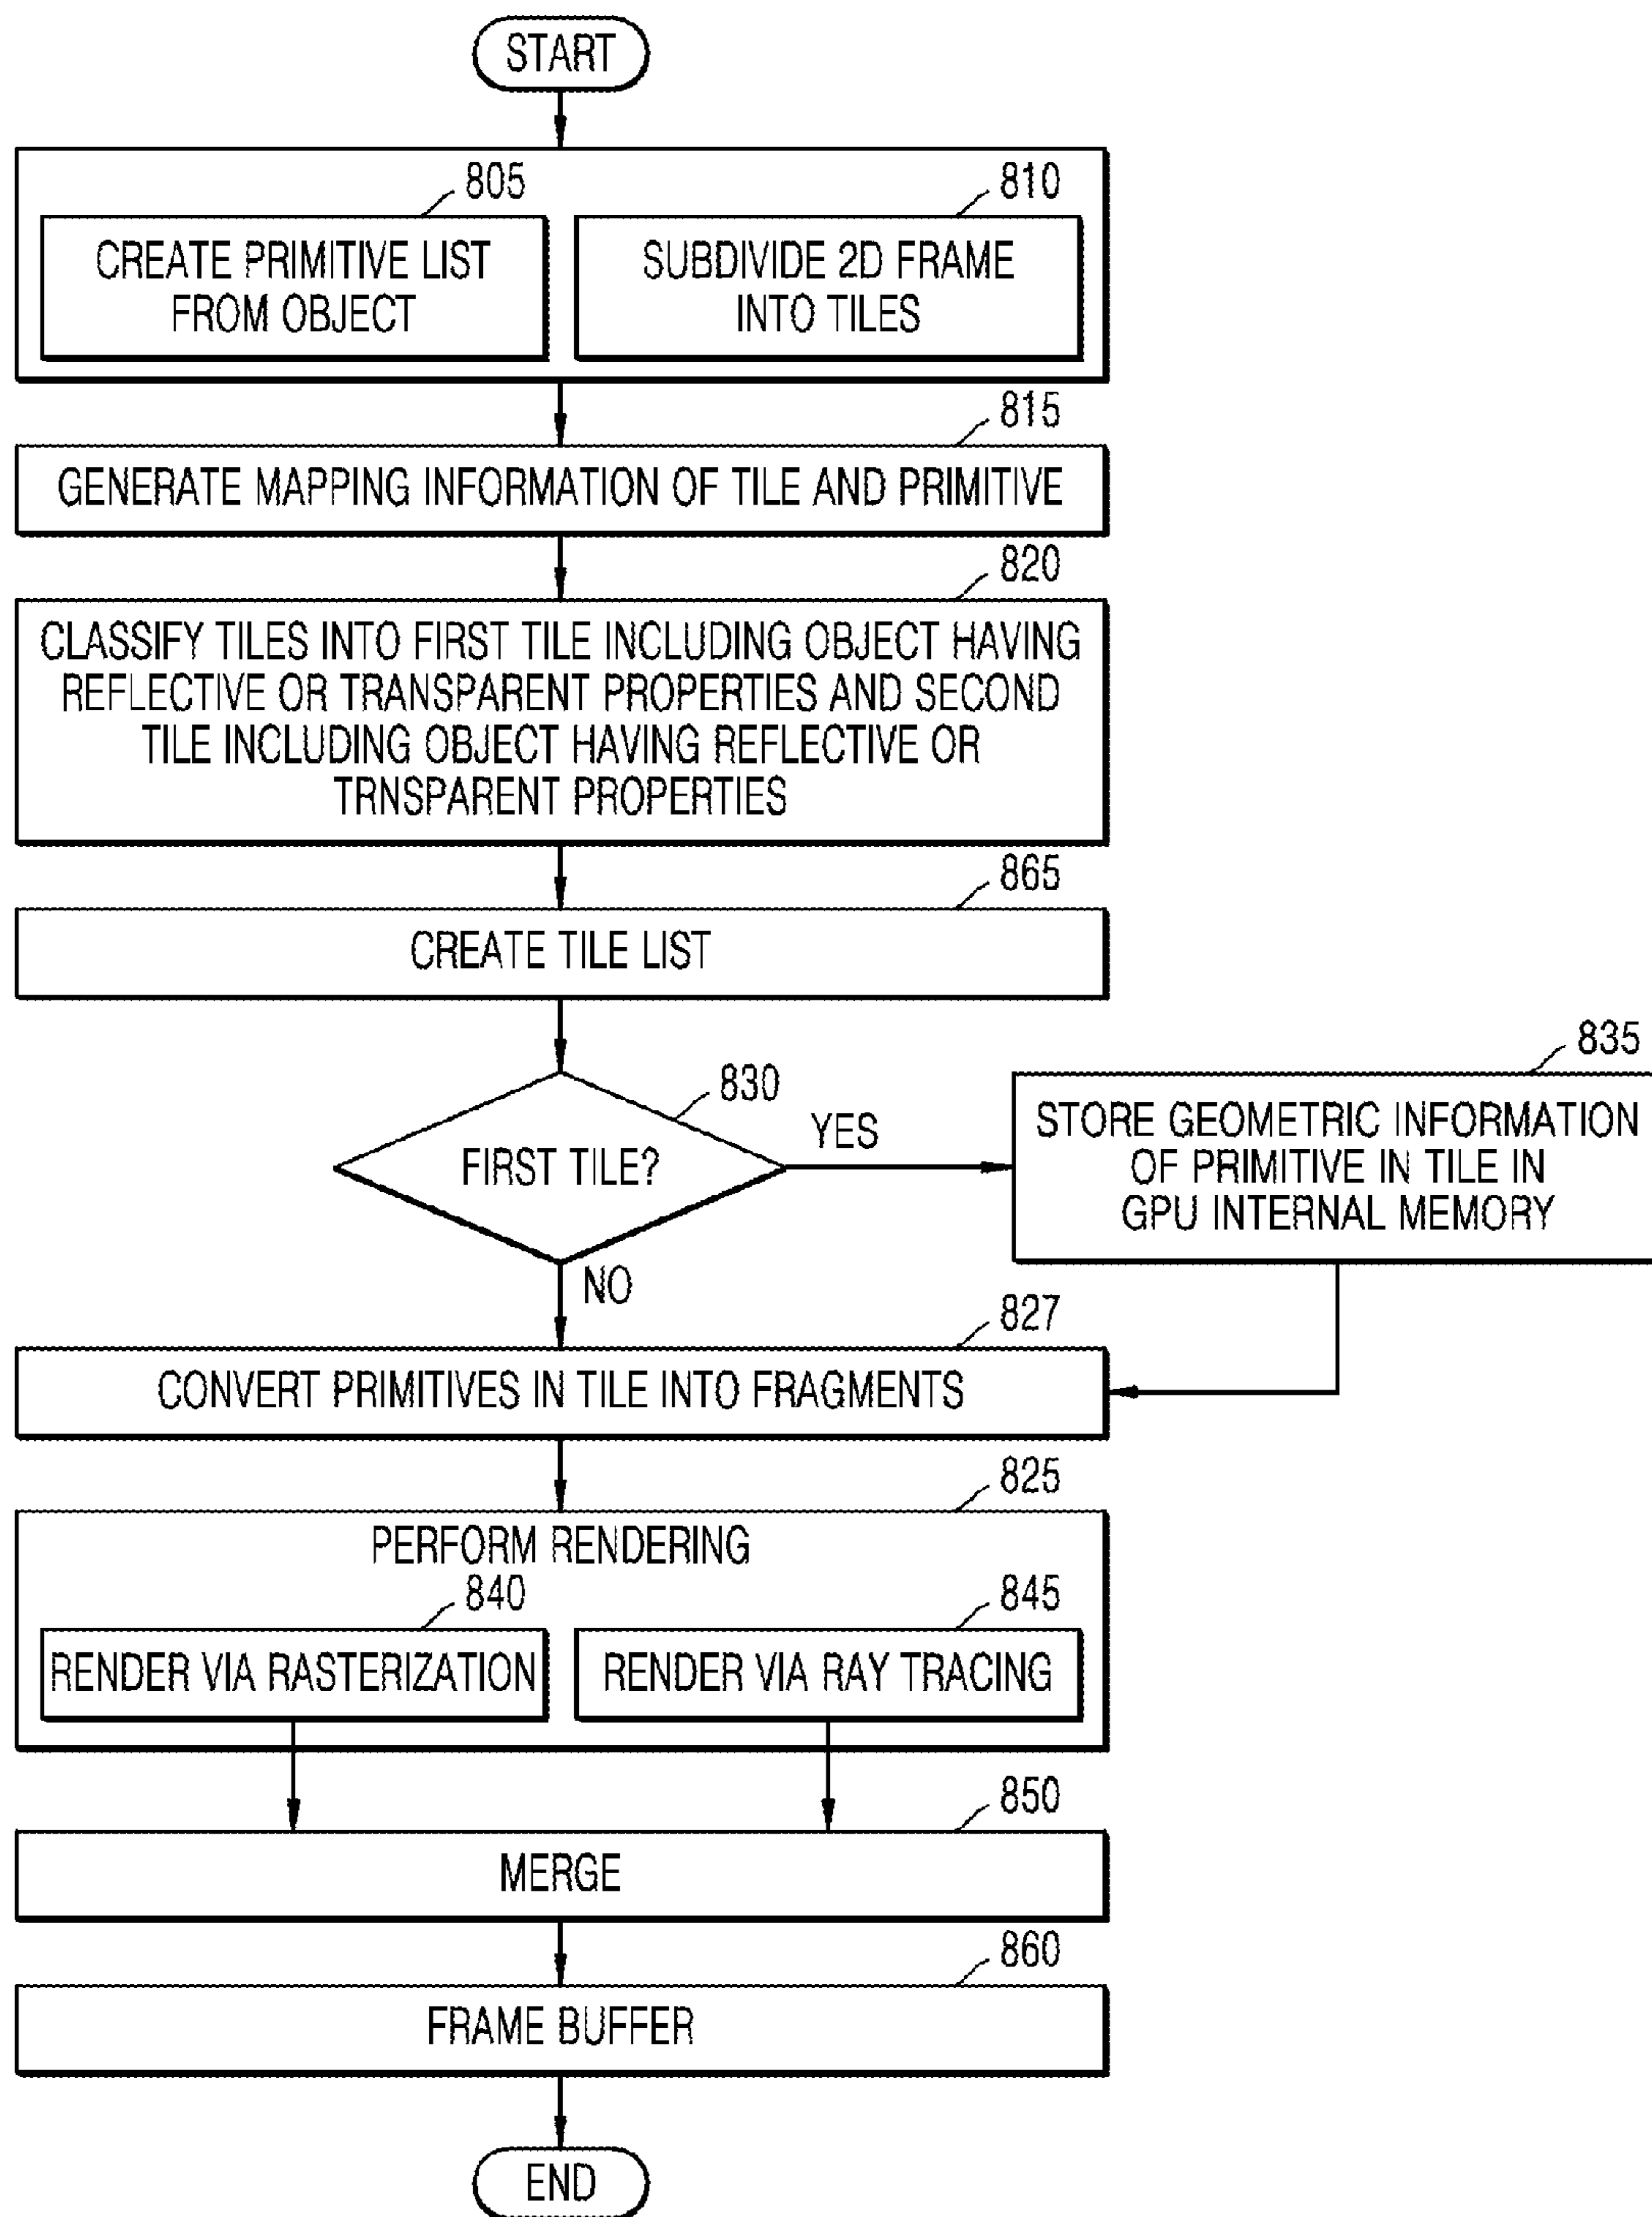 START
805
CREATE PRIMITIVE LIST
FROM OBJECT
810
SUBDIVIDE 2D FRAME
INTO TILES
815
GENERATE MAPPING INFORMATION OF TILE AND PRIMITIVE
820
CLASSIFY TILES INTO FIRST TILE INCLUDING OBJECT HAVING
REFLECTIVE OR TRANSPARENT PROPERTIES AND SECOND
TILE INCLUDING OBJECT HAVING REFLECTIVE OR
TRNSPARENT PROPERTIES
865
CREATE TILE LIST
830
FIRST TILE?
YES
835
STORE GEOMETRIC INFORMATION
OF PRIMITIVE IN TILE IN
GPU INTERNAL MEMORY
NO
827
CONVERT PRIMITIVES IN TILE INTO FRAGMENTS
825
PERFORM RENDERING
840
RENDER VIA RASTERIZATION
845
RENDER VIA RAY TRACING
850
MERGE
860
FRAME BUFFER
END